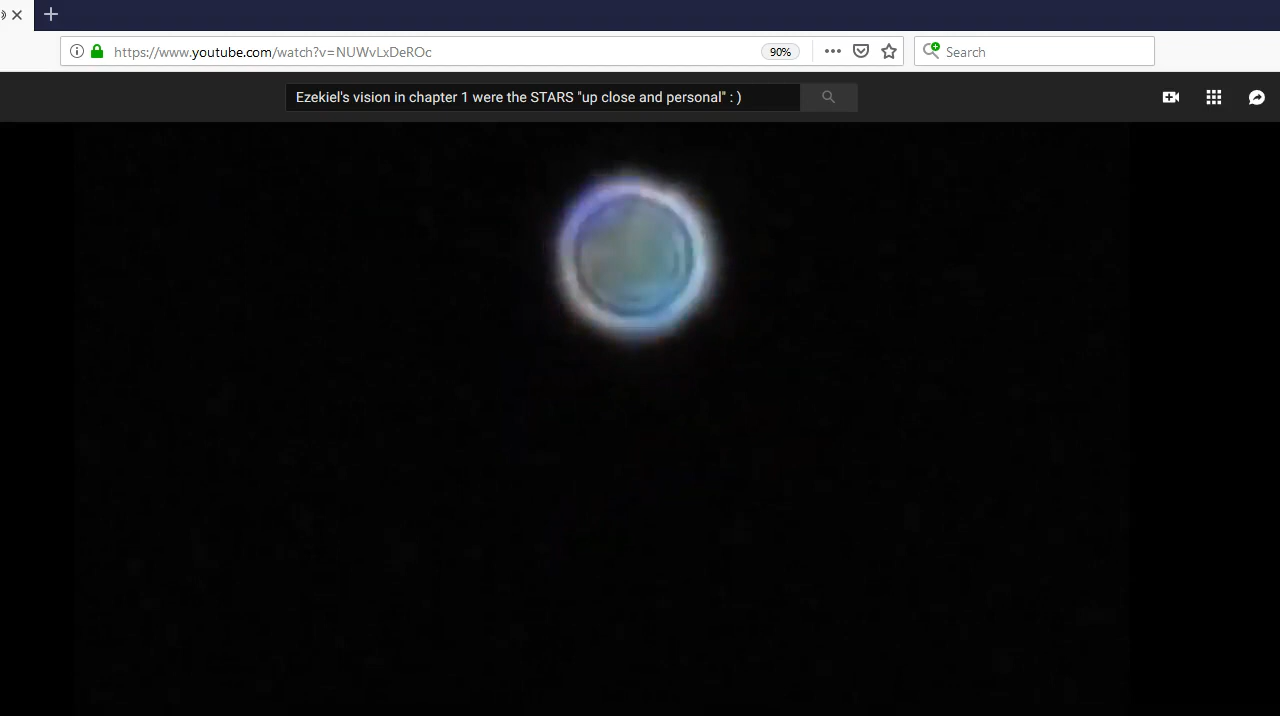 https://www.youtube.com/watch?v=NUWvLxDeROc
90%
Search
Ezekiel's vision in chapter 1 were the STARS "up close and personal" : )